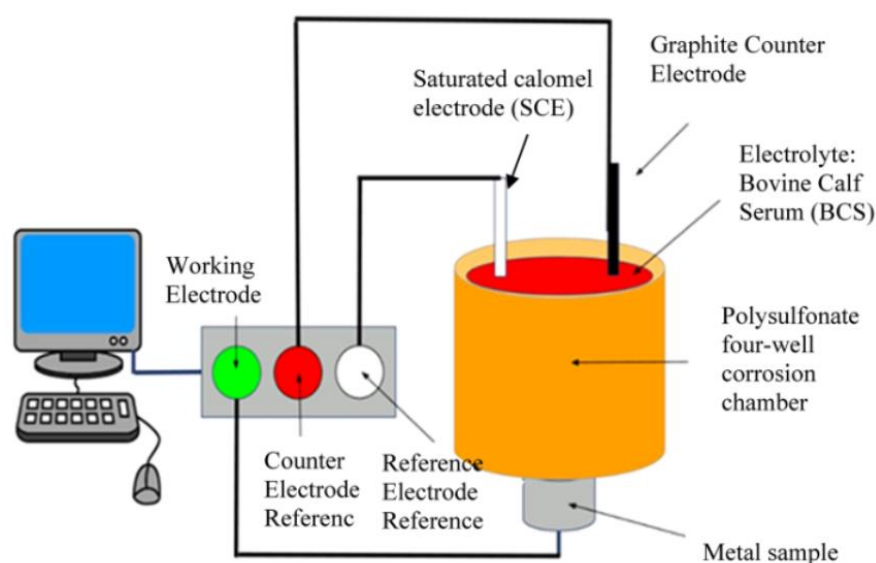 Graphite Counter
Electrode
Saturated calomel
electrode (SCE)
Electrolyte:
Bovine Calf
Serum (BCS)
Working
Electrode
Polysulfonate
four-well
corrosion
chamber
Counter
Electrode
Referenc
Reference
Electrode
Reference
Metal sample